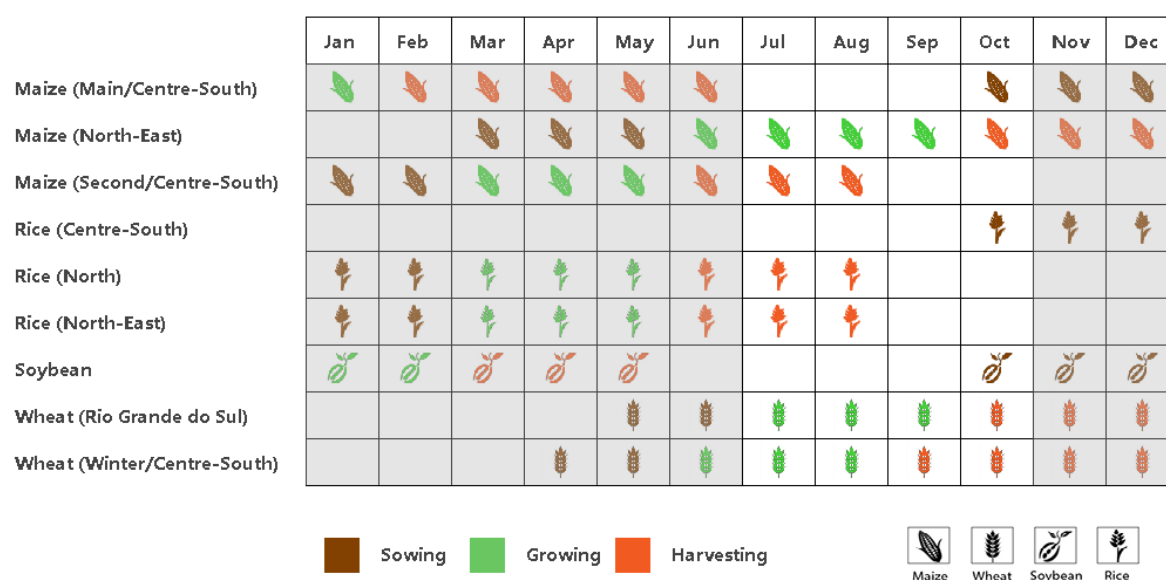 Jan Feb Mar Apr May Jun Jul Aug Sep Oct Nov Dec
Maize (Main/Centre-South)
Maize (North-East)
Maize (Second/Centre-South)
Rice (Centre-South)
Rice (North)
Rice (North-East)
Soybean
Wheat (Rio Grande do Sul)
Wheat (Winter/Centre-South)
Sowing Growing Harvesting
Maize Wheat Soybean Rice